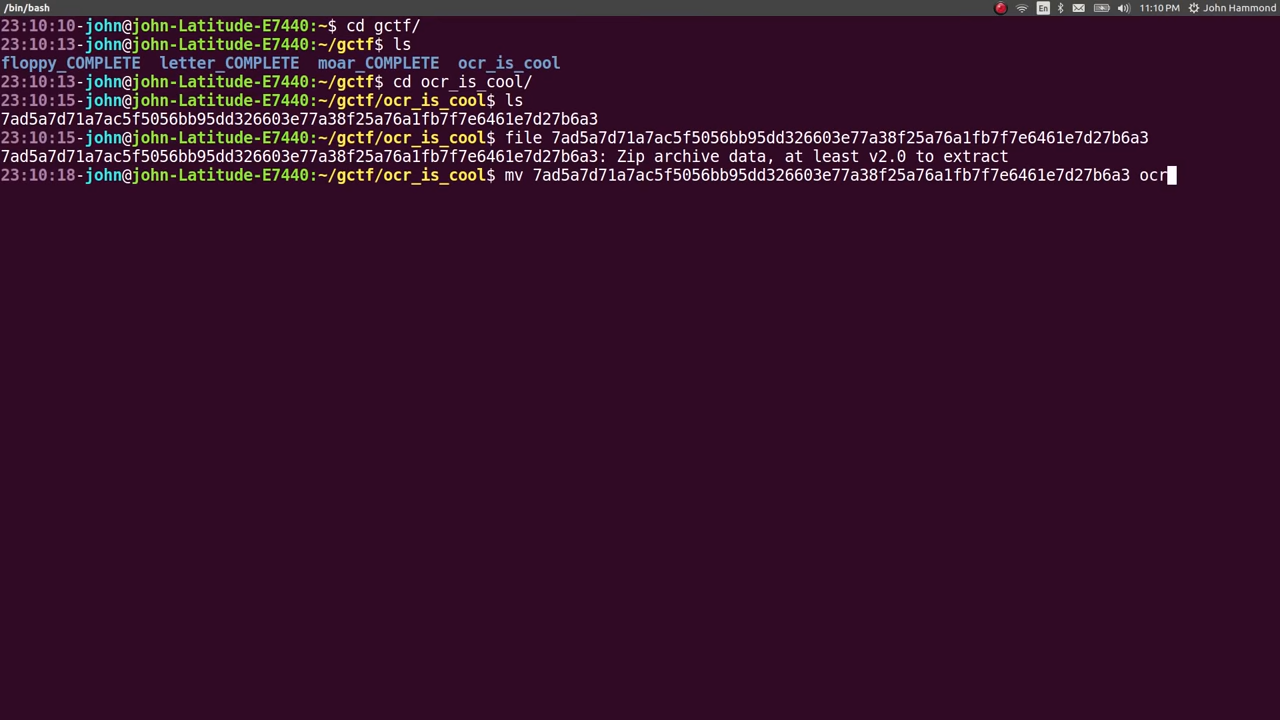 /bin/bash En 11:10 PM John Hammond
23:10:10-john@john-Latitude-E7440:~$ cd gctf/
23:10:13-john@john-Latitude-E7440:~/gctf$ ls
floppy_COMPLETE letter_COMPLETE moar_COMPLETE ocr_is_cool
23:10:13-john@john-Latitude-E7440:~/gctf$ cd ocr_is_cool/
23:10:15-john@john-Latitude-E7440:~/gctf/ocr_is_cool$ ls
7ad5a7d71a7ac5f5056bb95dd326603e77a38f25a76a1fb7f7e6461e7d27b6a3
23:10:15-john@john-Latitude-E7440:~/gctf/ocr_is_cool$ file 7ad5a7d71a7ac5f5056bb95dd326603e77a38f25a76a1fb7f7e6461e7d27b6a3
7ad5a7d71a7ac5f5056bb95dd326603e77a38f25a76a1fb7f7e6461e7d27b6a3: Zip archive data, at least v2.0 to extract
23:10:18-john@john-Latitude-E7440:~/gctf/ocr_is_cool$ mv 7ad5a7d71a7ac5f5056bb95dd326603e77a38f25a76a1fb7f7e6461e7d27b6a3 ocr